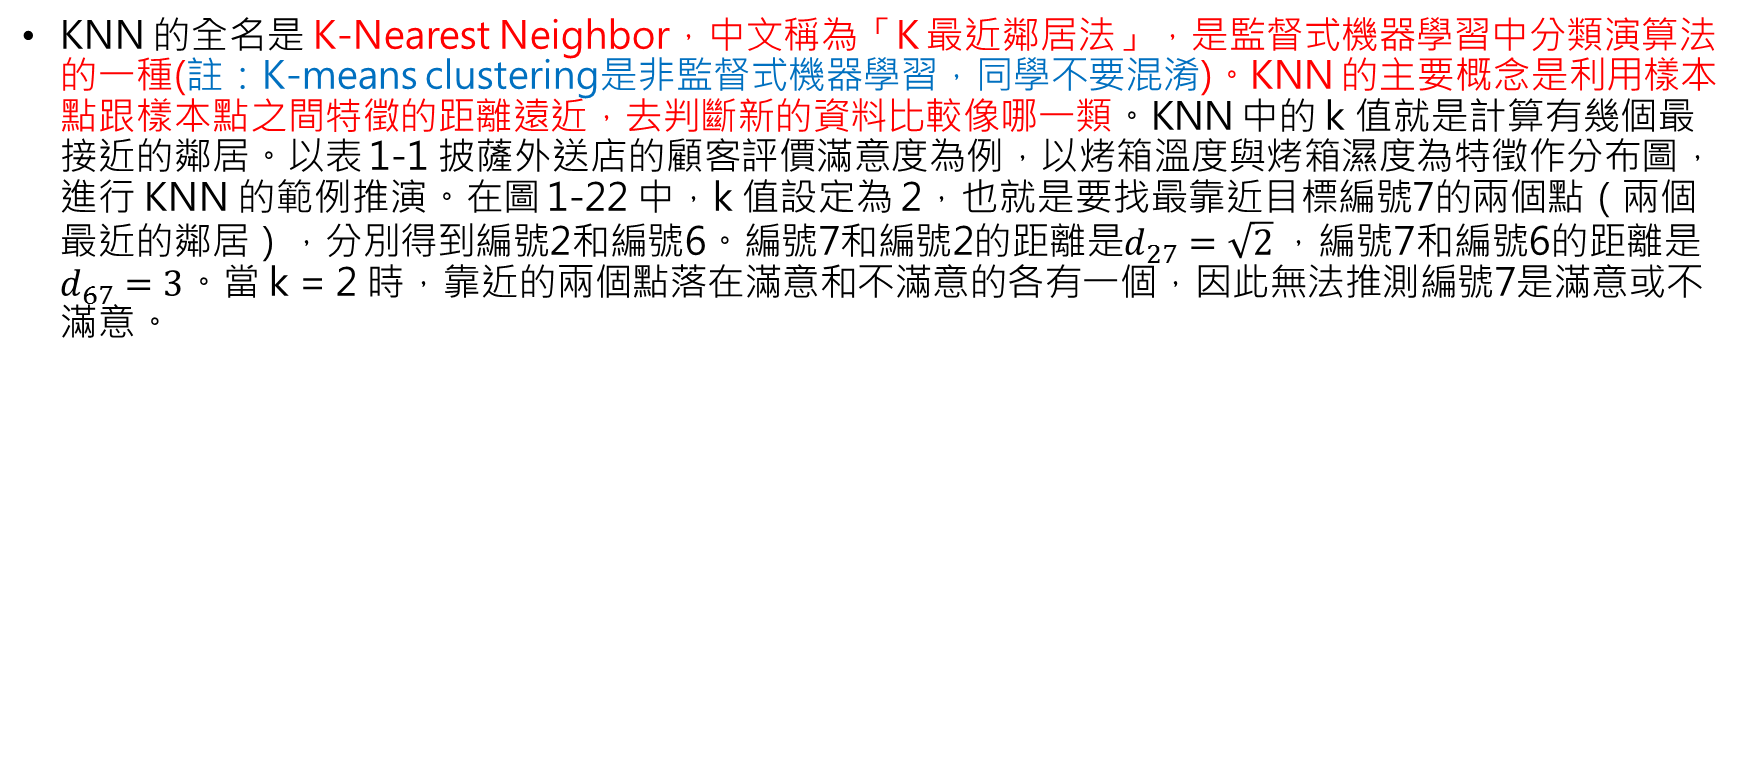 • KNN 的全名是 K-Nearest Neighbor，中文稱為「K 最近鄰居法」，是監督式機器學習中分類演算法
的一種(註：K-means clustering是非監督式機器學習，同學不要混淆)。KNN 的主要概念是利用樣本
點跟樣本點之間特徵的距離遠近，去判斷新的資料比較像哪一類。KNN 中的 k 值就是計算有幾個最
接近的鄰居。以表 1-1 披薩外送店的顧客評價滿意度為例，以烤箱溫度與烤箱濕度為特徵作分布圖，
進行 KNN 的範例推演。在圖 1-22 中，k 值設定為 2，也就是要找最靠近目標編號7的兩個點（兩個
最近的鄰居），分別得到編號2和編號6。編號7和編號2的距離是$d_{27} = \sqrt{2}$，編號7和編號6的距離是
$d_{67} = 3$。當 k = 2 時，靠近的兩個點落在滿意和不滿意的各有一個，因此無法推測編號7是滿意或不
滿意。